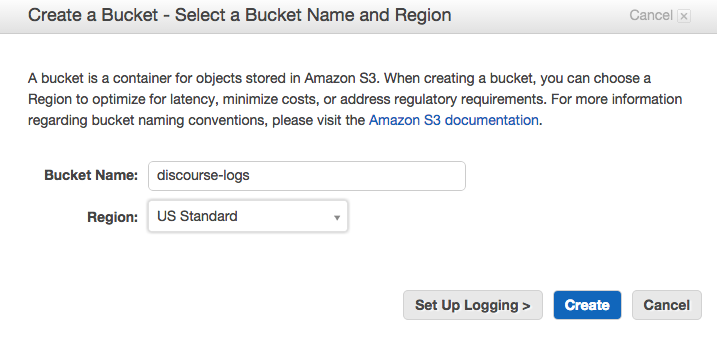 Create a Bucket - Select a Bucket Name and Region
Cancel x
A bucket is a container for objects stored in Amazon S3. When creating a bucket, you can choose a
Region to optimize for latency, minimize costs, or address regulatory requirements. For more information
regarding bucket naming conventions, please visit the Amazon S3 documentation.
Bucket Name: discourse-logs
Region: US Standard
Set Up Logging > Create Cancel